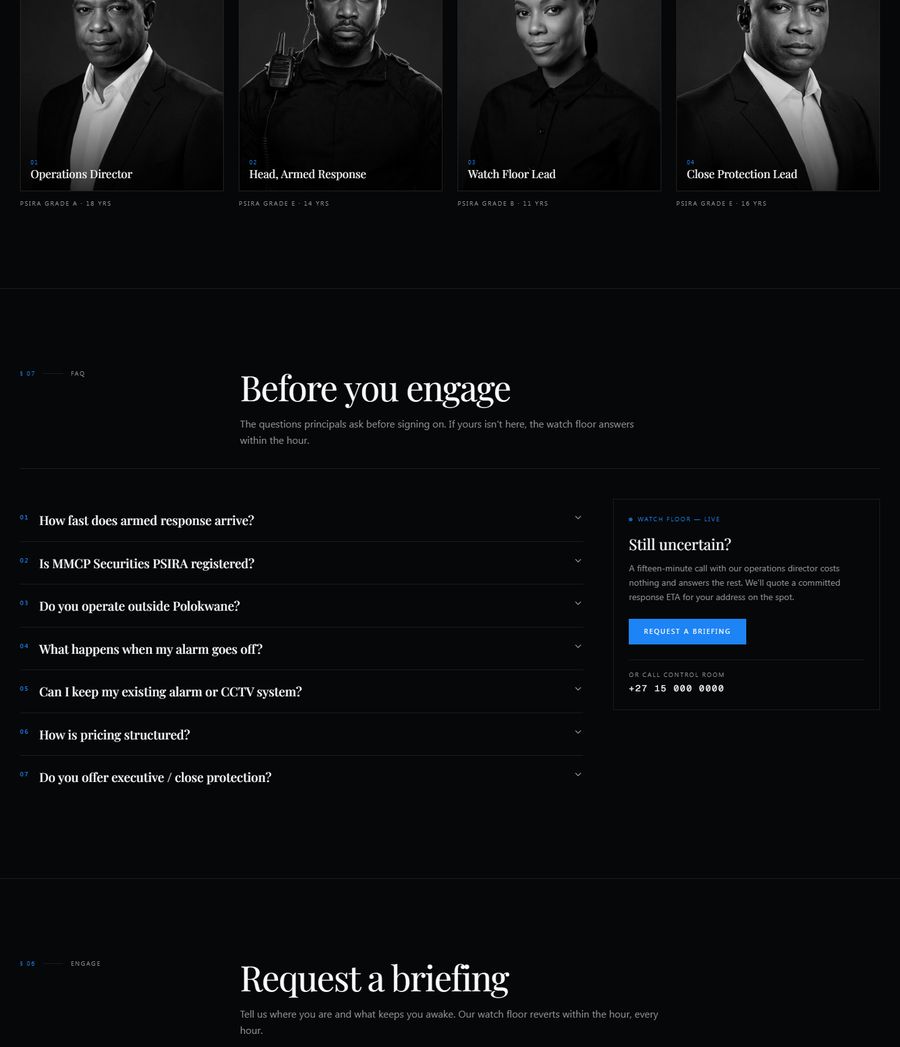 01
Operations Director
PSIRA GRADE A · 18 YRS
02
Head, Armed Response
PSIRA GRADE E · 14 YRS
03
Watch Floor Lead
PSIRA GRADE B · 11 YRS
04
Close Protection Lead
PSIRA GRADE E · 16 YRS
§ 07
FAQ
Before you engage
The questions principals ask before signing on. If yours isn't here, the watch floor answers
within the hour.
01 How fast does armed response arrive?
02 Is MMCP Securities PSIRA registered?
03 Do you operate outside Polokwane?
04 What happens when my alarm goes off?
05 Can I keep my existing alarm or CCTV system?
06 How is pricing structured?
07 Do you offer executive / close protection?
WATCH FLOOR — LIVE
Still uncertain?
A fifteen-minute call with our operations director costs
nothing and answers the rest. We'll quote a committed
response ETA for your address on the spot.
REQUEST A BRIEFING
OR CALL CONTROL ROOM
+27 15 000 0000
§ 08
ENGAGE
Request a briefing
Tell us where you are and what keeps you awake. Our watch floor reverts within the hour, every
hour.